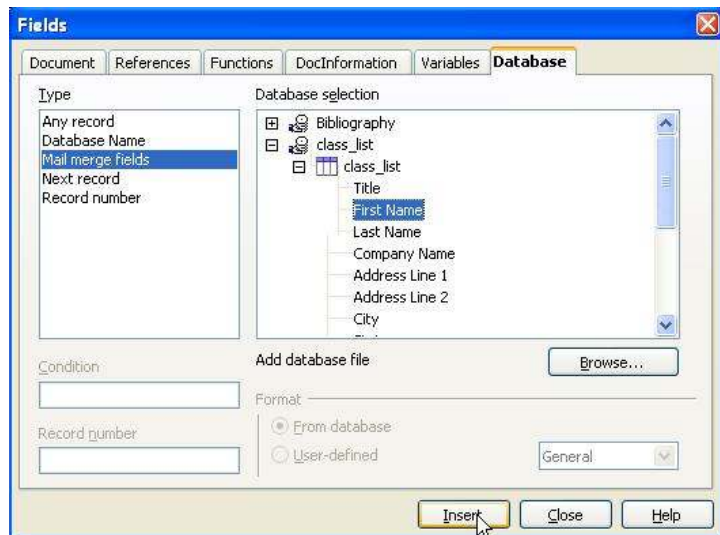 Fields
Document References Functions DocInformation Variables Database
Type
Any record
Database Name
Mail merge fields
Next record
Record number
Database selection
Bibliography
class_list
class_list
Title
First Name
Last Name
Company Name
Address Line 1
Address Line 2
City
Add database file
Browse...
Condition
Record number
Format
From database
User-defined
General
Insert Close Help